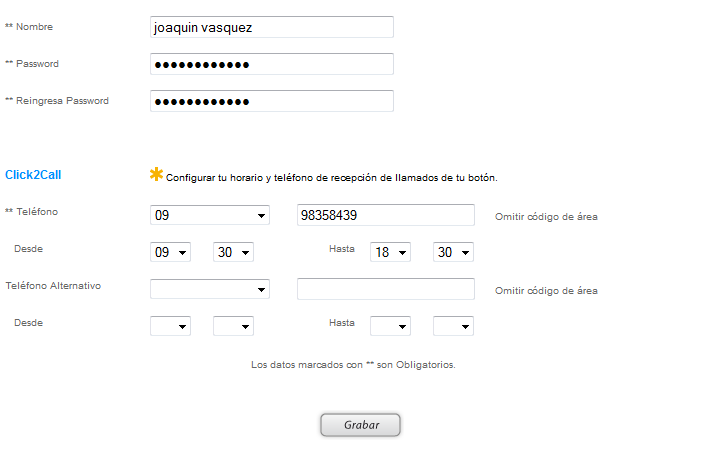 ** Nombre joaquin vasquez
** Password ●●●●●●●●●●●●
** Reingresa Password ●●●●●●●●●●●●
Click2Call * Configurar tu horario y teléfono de recepción de llamados de tu botón.
** Teléfono 09 98358439 Omitir código de área
Desde 09 30 Hasta 18 30
Teléfono Alternativo Omitir código de área
Desde Hasta
Los datos marcados con ** son Obligatorios.
Grabar